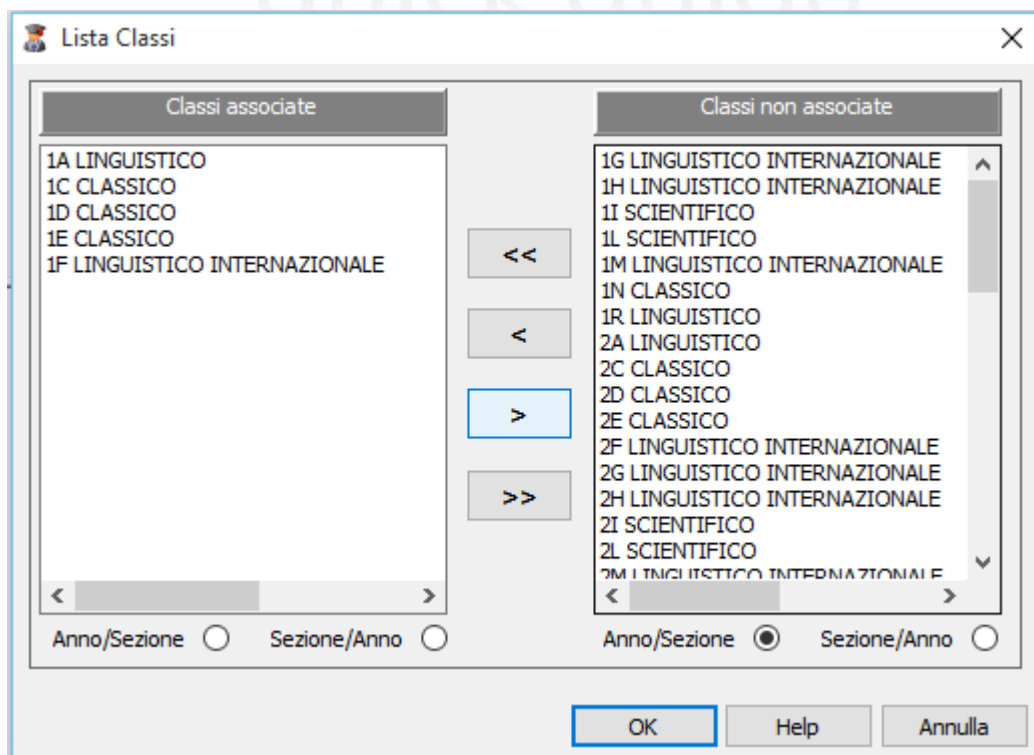 Lista Classi
Classi associate
1A LINGUISTICO
1C CLASSICO
1D CLASSICO
1E CLASSICO
1F LINGUISTICO INTERNAZIONALE
Anno/Sezione
Sezione/Anno
<<
<
>
>>
Classi non associate
1G LINGUISTICO INTERNAZIONALE
1H LINGUISTICO INTERNAZIONALE
1I SCIENTIFICO
1L SCIENTIFICO
1M LINGUISTICO INTERNAZIONALE
1N CLASSICO
1R LINGUISTICO
2A LINGUISTICO
2C CLASSICO
2D CLASSICO
2E CLASSICO
2F LINGUISTICO INTERNAZIONALE
2G LINGUISTICO INTERNAZIONALE
2H LINGUISTICO INTERNAZIONALE
2I SCIENTIFICO
2L SCIENTIFICO
2M LINGUISTICO INTERNAZIONALE
Anno/Sezione
Sezione/Anno
OK
Help
Annulla